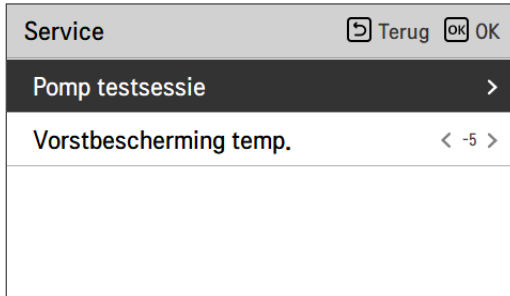 Service Terug OK OK
Pomp testsessie >
Vorstbescherming temp. < -5 >